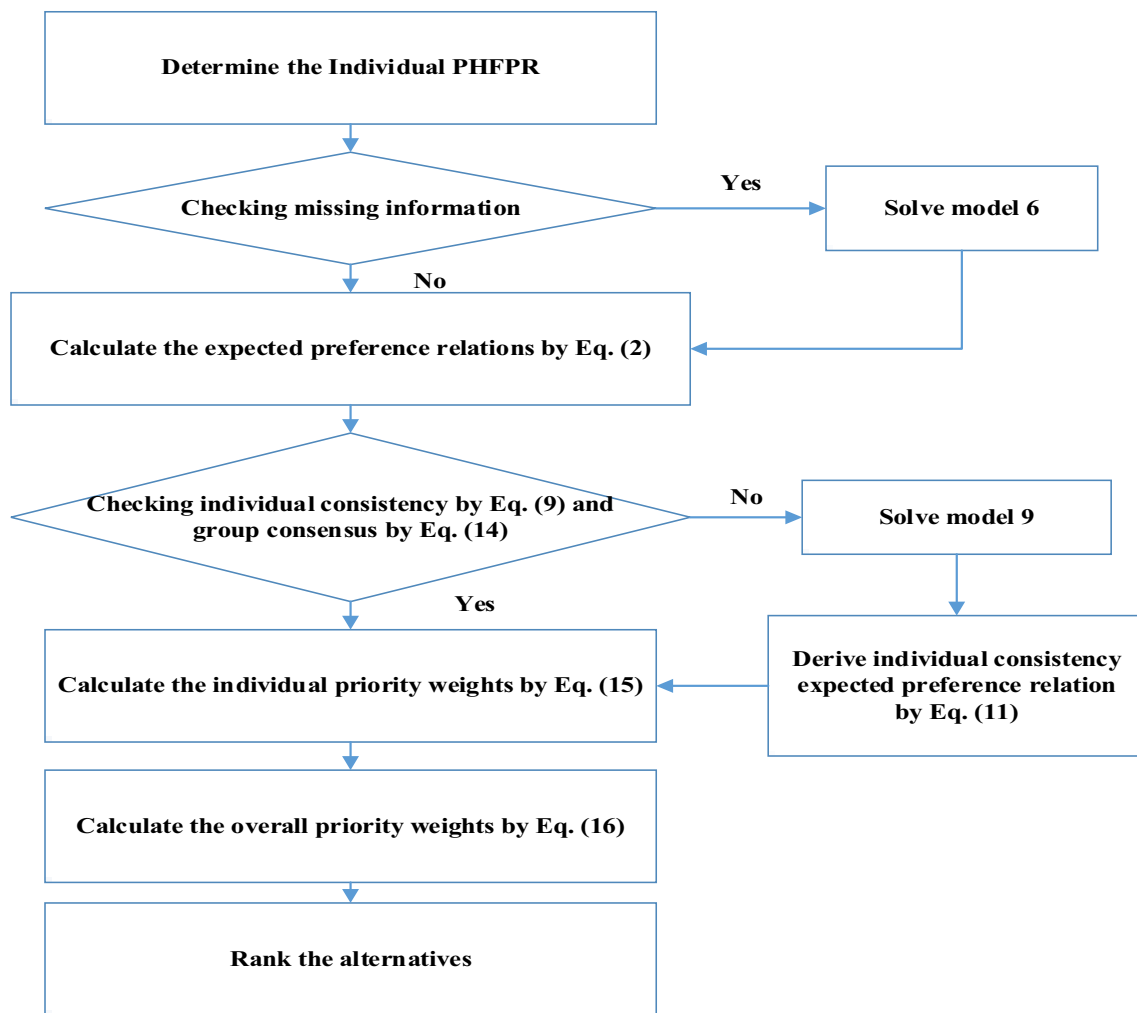 Determine the Individual PHFPR
Yes
Checking missing information
Solve model 6
No
Calculate the expected preference relations by Eq. (2)
Checking individual consistency by Eq. (9) and
group consensus by Eq. (14)
No
Solve model 9
Yes
Calculate the individual priority weights by Eq. (15)
Derive individual consistency
expected preference relation
by Eq. (11)
Calculate the overall priority weights by Eq. (16)
Rank the alternatives